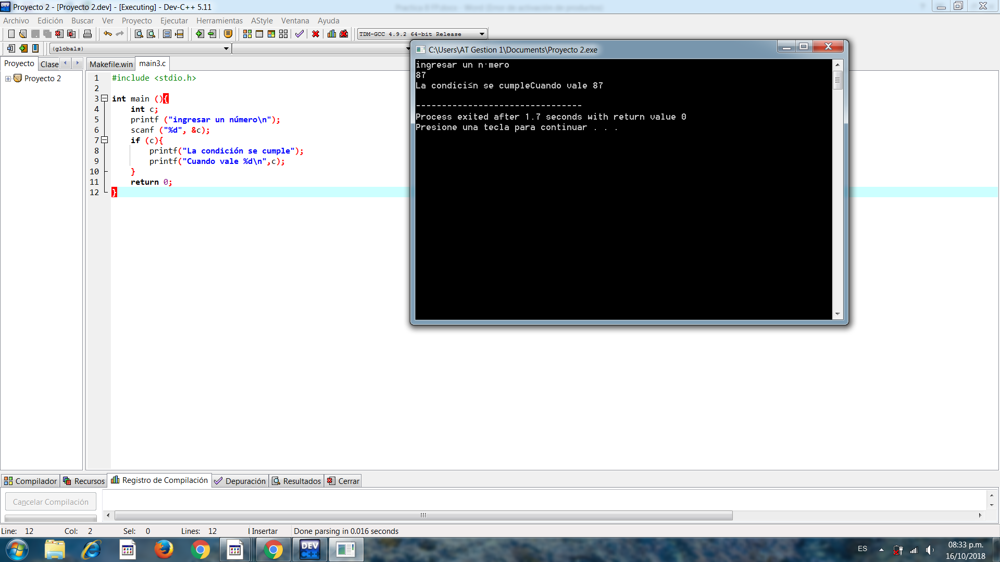 Proyecto 2 - [Proyecto 2.dev] - [Executing] - Dev-C++ 5.11
Archivo Edición Buscar Ver Proyecto Ejecutar Herramientas AStyle Ventana Ayuda
TDM-GCC 4.9.2 64-bit Release
(globals)
Proyecto Clase
Makefile.win main3.c
Proyecto 2
1 #include <stdio.h>
2
3 int main (){
4 int c;
5 printf ("ingresar un número\n");
6 scanf ("%d", &c);
7 if (c){
8 printf("La condición se cumple");
9 printf("Cuando vale %d\n",c);
10 }
11 return 0;
12 }
C:\Users\AT Gestion 1\Documents\Proyecto 2.exe
ingresar un n·mero
87
La condici≤n se cumpleCuando vale 87
--------------------------------
Process exited after 1.7 seconds with return value 0
Presione una tecla para continuar . . .
Compilador Recursos Registro de Compilación Depuración Resultados Cerrar
Cancelar Compilación
Line: 12 Col: 2 Sel: 0 Lines: 12 Insertar Done parsing in 0.016 seconds
DEV C++
ES
08:33 p.m.
16/10/2018